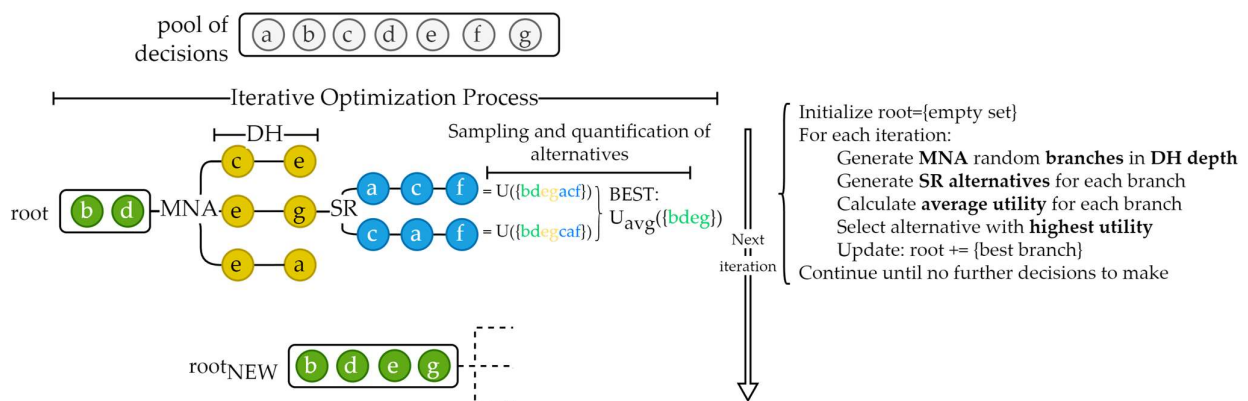 pool of
decisions
a b c d e f g
Iterative Optimization Process
DH
Sampling and quantification of
alternatives
c e
root
b d
MNA
e g
SR
a c f
= U({bdegacf})
c a f
= U({bdegcaf})
BEST:
Uavg({bdeg})
e a
Next
iteration
rootNEW
b d e g
Initialize root={empty set}
For each iteration:
Generate MNA random branches in DH depth
Generate SR alternatives for each branch
Calculate average utility for each branch
Select alternative with highest utility
Update: root += {best branch}
Continue until no further decisions to make